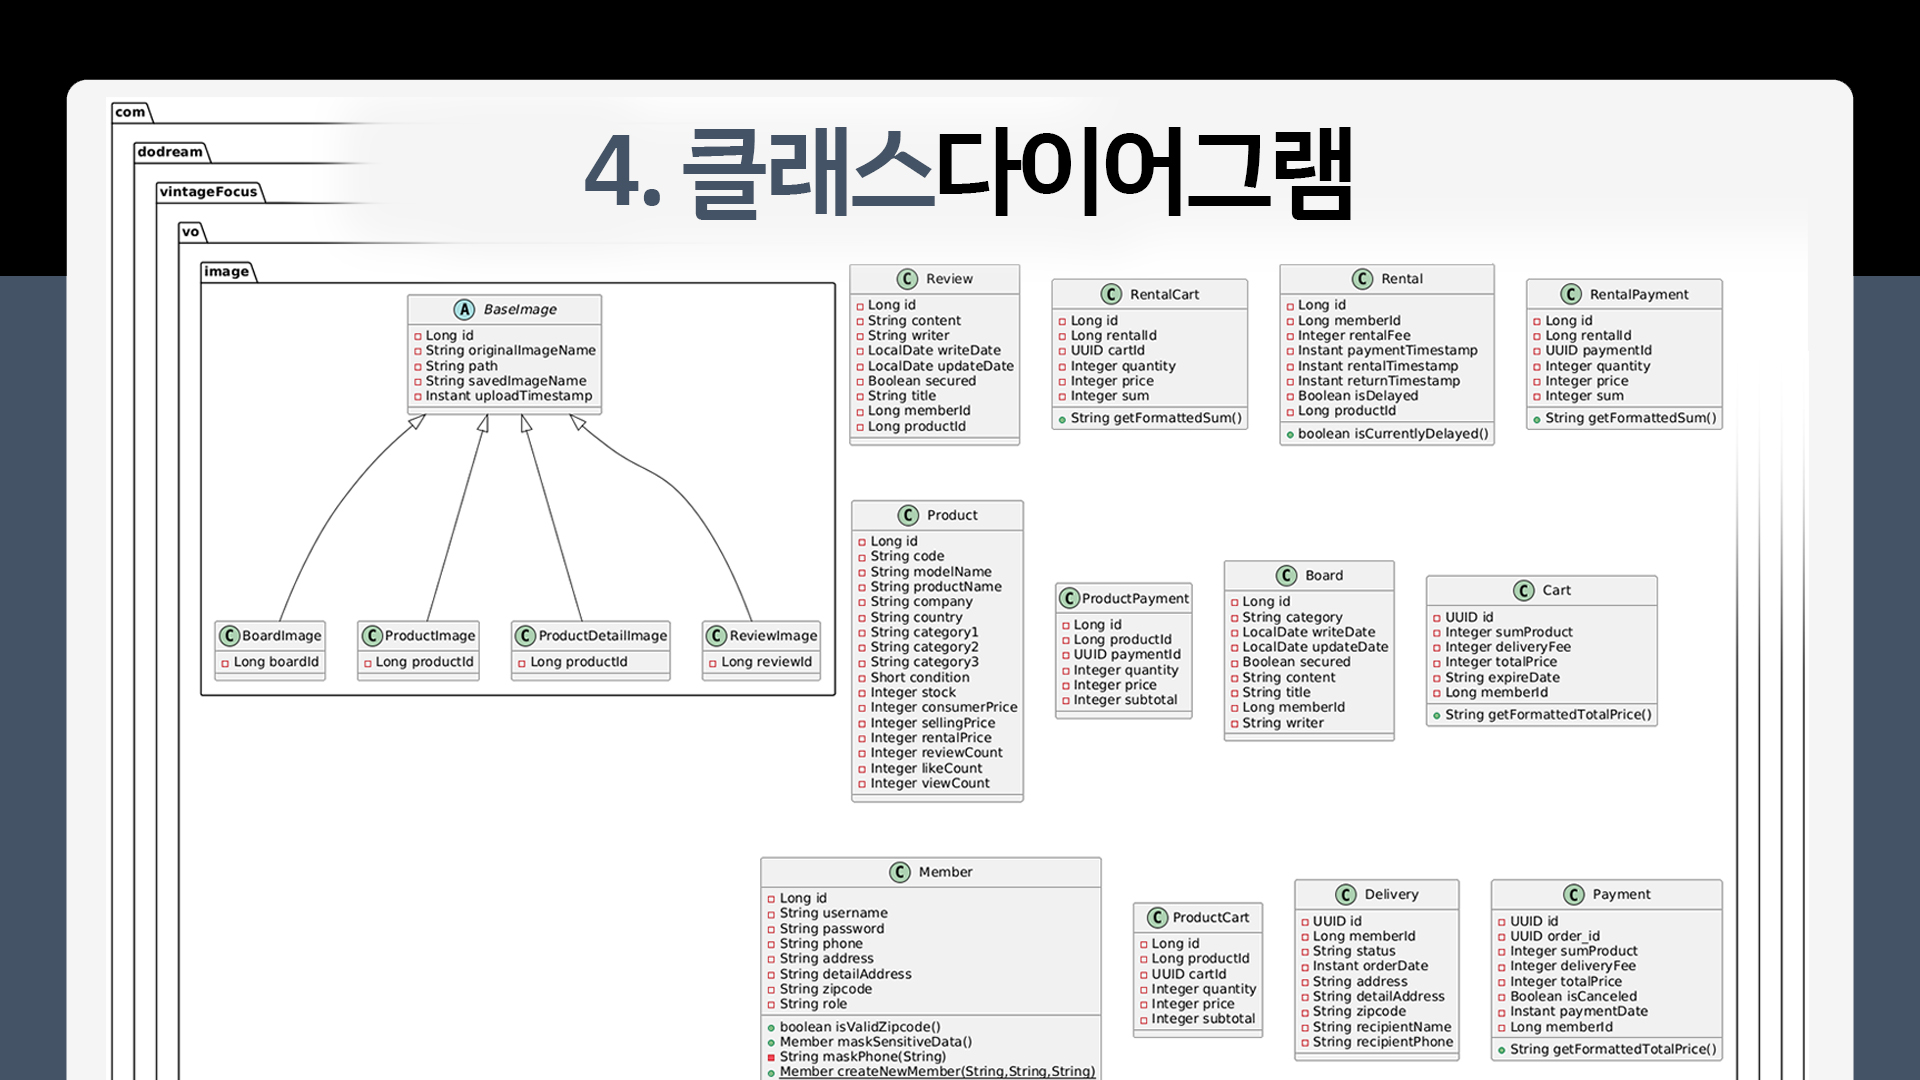 com
dodream
vintageFocus
vo
image
4. 클래스다이어그램
A BaseImage
Long id
String originalImageName
String path
String savedImageName
Instant uploadTimestamp
C BoardImage
Long boardId
C ProductImage
Long productId
C ProductDetailImage
Long productId
C ReviewImage
Long reviewId
C Review
Long id
String content
String writer
LocalDate writeDate
LocalDate updateDate
Boolean secured
String title
Long memberId
Long productId
C RentalCart
Long id
Long rentalId
UUID cartId
Integer quantity
Integer price
Integer sum
String getFormattedSum()
C Rental
Long id
Long memberId
Integer rentalFee
Instant paymentTimestamp
Instant rentalTimestamp
Instant returnTimestamp
Boolean isDelayed
Long productId
boolean isCurrentlyDelayed()
C RentalPayment
Long id
Long rentalId
UUID paymentId
Integer quantity
Integer price
Integer sum
String getFormattedSum()
C Product
Long id
String code
String modelName
String productName
String company
String country
String category1
String category2
String category3
Short condition
Integer stock
Integer consumerPrice
Integer sellingPrice
Integer rentalPrice
Integer reviewCount
Integer likeCount
Integer viewCount
C ProductPayment
Long id
Long productId
UUID paymentId
Integer quantity
Integer price
Integer subtotal
C Board
Long id
String category
LocalDate writeDate
LocalDate updateDate
Boolean secured
String content
String title
Long memberId
String writer
C Cart
UUID id
Integer sumProduct
Integer deliveryFee
Integer totalPrice
String expireDate
Long memberId
String getFormattedTotalPrice()
C Member
Long id
String username
String password
String phone
String address
String detailAddress
String zipcode
String role
boolean isValidZipcode()
Member maskSensitiveData()
String maskPhone(String)
Member createNewMember(String,String,String)
C ProductCart
Long id
Long productId
UUID cartId
Integer quantity
Integer price
Integer subtotal
C Delivery
UUID id
Long memberId
String status
Instant orderDate
String address
String detailAddress
String zipcode
String recipientName
String recipientPhone
C Payment
UUID id
UUID order_id
Integer sumProduct
Integer deliveryFee
Integer totalPrice
Boolean isCanceled
Instant paymentDate
Long memberId
String getFormattedTotalPrice()